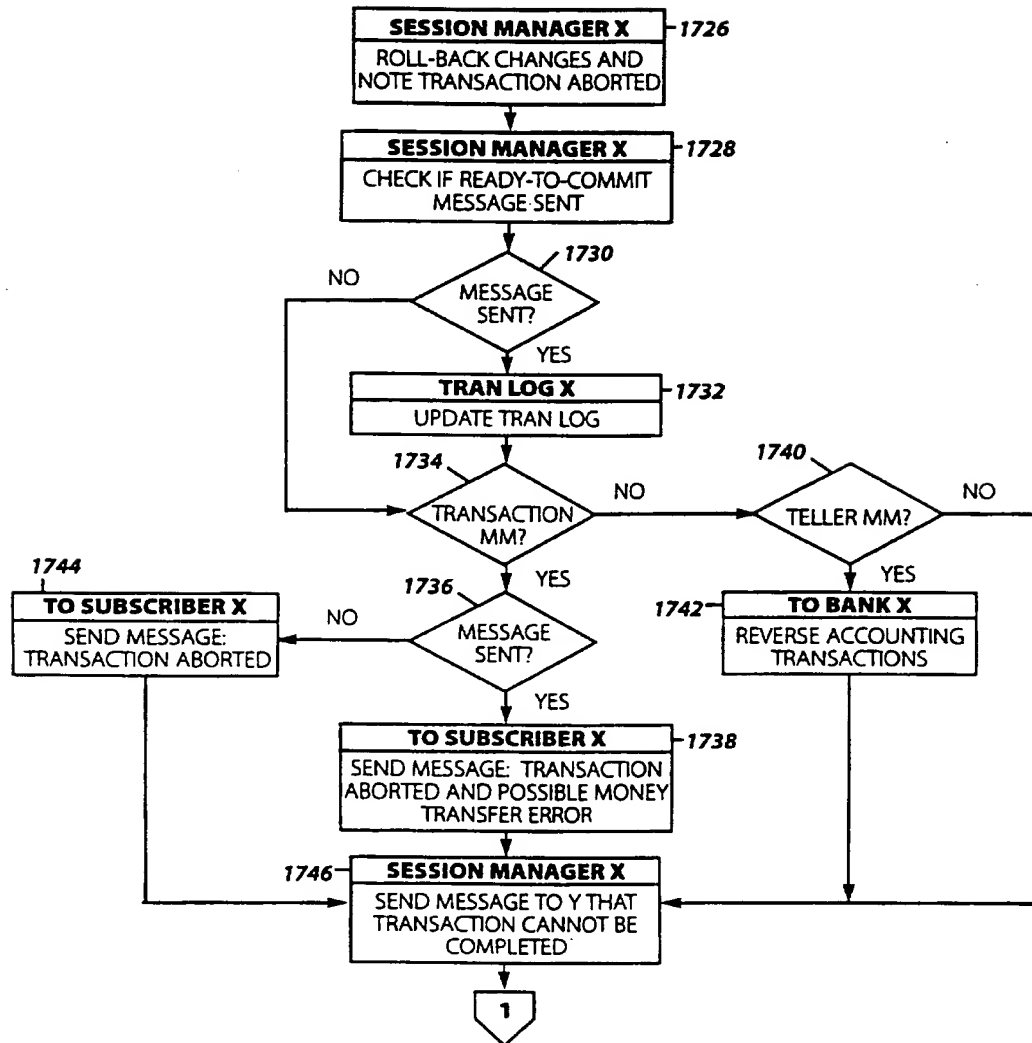 SESSION MANAGER X
1726
ROLL-BACK CHANGES AND
NOTE TRANSACTION ABORTED
SESSION MANAGER X
1728
CHECK IF READY-TO-COMMIT
MESSAGE SENT
1730
NO
MESSAGE
SENT?
YES
TRAN LOG X
1732
UPDATE TRAN LOG
1734
1740
TRANSACTION
MM?
NO
TELLER MM?
NO
YES
YES
1744
TO SUBSCRIBER X
SEND MESSAGE:
TRANSACTION ABORTED
1736
NO
MESSAGE
SENT?
YES
1742
TO BANK X
REVERSE ACCOUNTING
TRANSACTIONS
TO SUBSCRIBER X
1738
SEND MESSAGE: TRANSACTION
ABORTED AND POSSIBLE MONEY
TRANSFER ERROR
1746
SESSION MANAGER X
SEND MESSAGE TO Y THAT
TRANSACTION CANNOT BE
COMPLETED
1